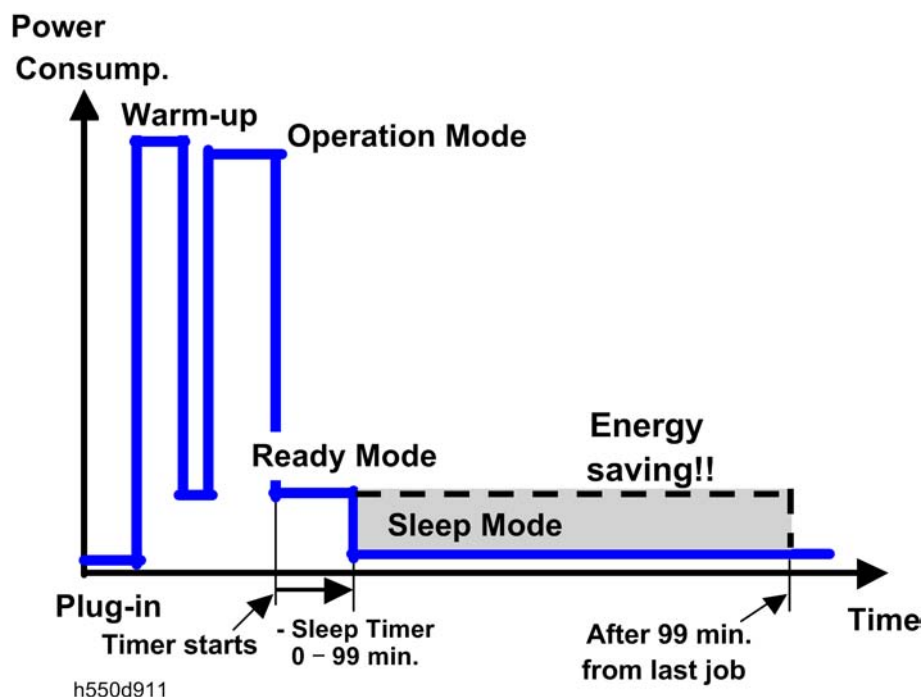 Power
Consump.
Warm-up
Operation Mode
Ready Mode
Energy
saving!!
Sleep Mode
Plug-in
Timer starts
- Sleep Timer
0 – 99 min.
After 99 min.
from last job
Time
h550d911